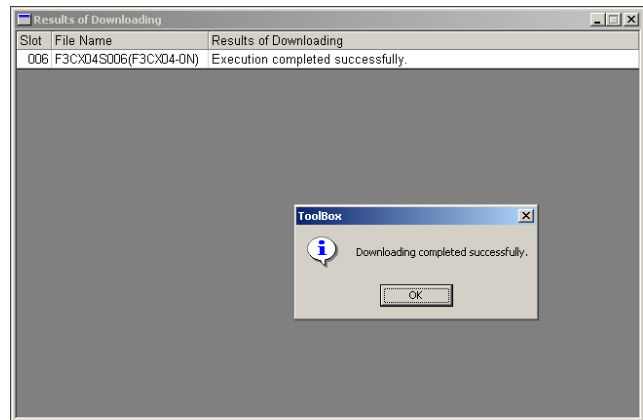 Results of Downloading
Slot File Name Results of Downloading
006 F3CX04S006(F3CX04-0N) Execution completed successfully.
ToolBox
Downloading completed successfully.
OK